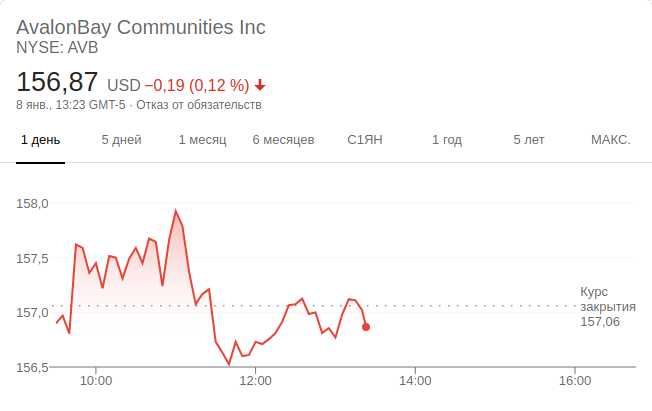 AvalonBay Communities Inc
NYSE: AVB
156,87 USD −0,19 (0,12 %)
8 янв., 13:23 GMT-5 · Отказ от обязательств
1 день 5 дней 1 месяц 6 месяцев С1ЯН 1 год 5 лет МАКС.
158,0
157,5
157,0
156,5
Курс
закрытия
157,06
10:00 12:00 14:00 16:00